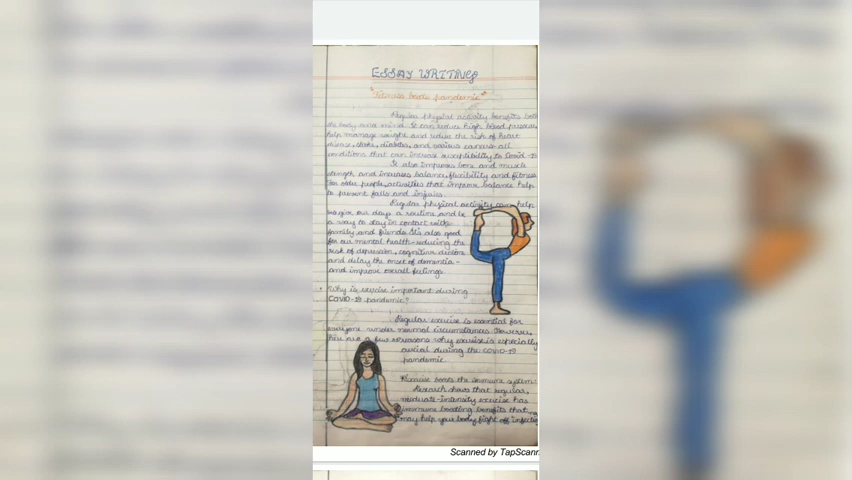 ESSAY WRITING
"Fitness beats pandemic"
Regular physical activity benefits both
the body and mind. It can reduce high blood pressure,
help manage weight and reduce the risk of heart
disease, stroke, diabetes, and various cancers-all
conditions that can increase susceptibility to Covid-19
It also improves bone and muscle
strength and increases balance, flexibility and fitness
For older people, activities that improve balance help
to prevent falls and injuries.
Regular physical activity can help
us give our days a routine and be
a way to stay in contact with
family and friends. It's also good
for our mental health-reducing the
risk of depression, cognitive decline
and delay the onset of dementia-
and improve overall feelings.
Why is exercise important during
COVID-19 pandemic?
Regular exercise is essential for
everyone under normal circumstances. However,
here are a few reasons why exercise is especially
crucial during the covid-19
pandemic.
Exercise boosts the immune system:
Research shows that regular,
moderate-intensity exercise has
immune boosting benefits that
may help your body fight off
Scanned by TapScann